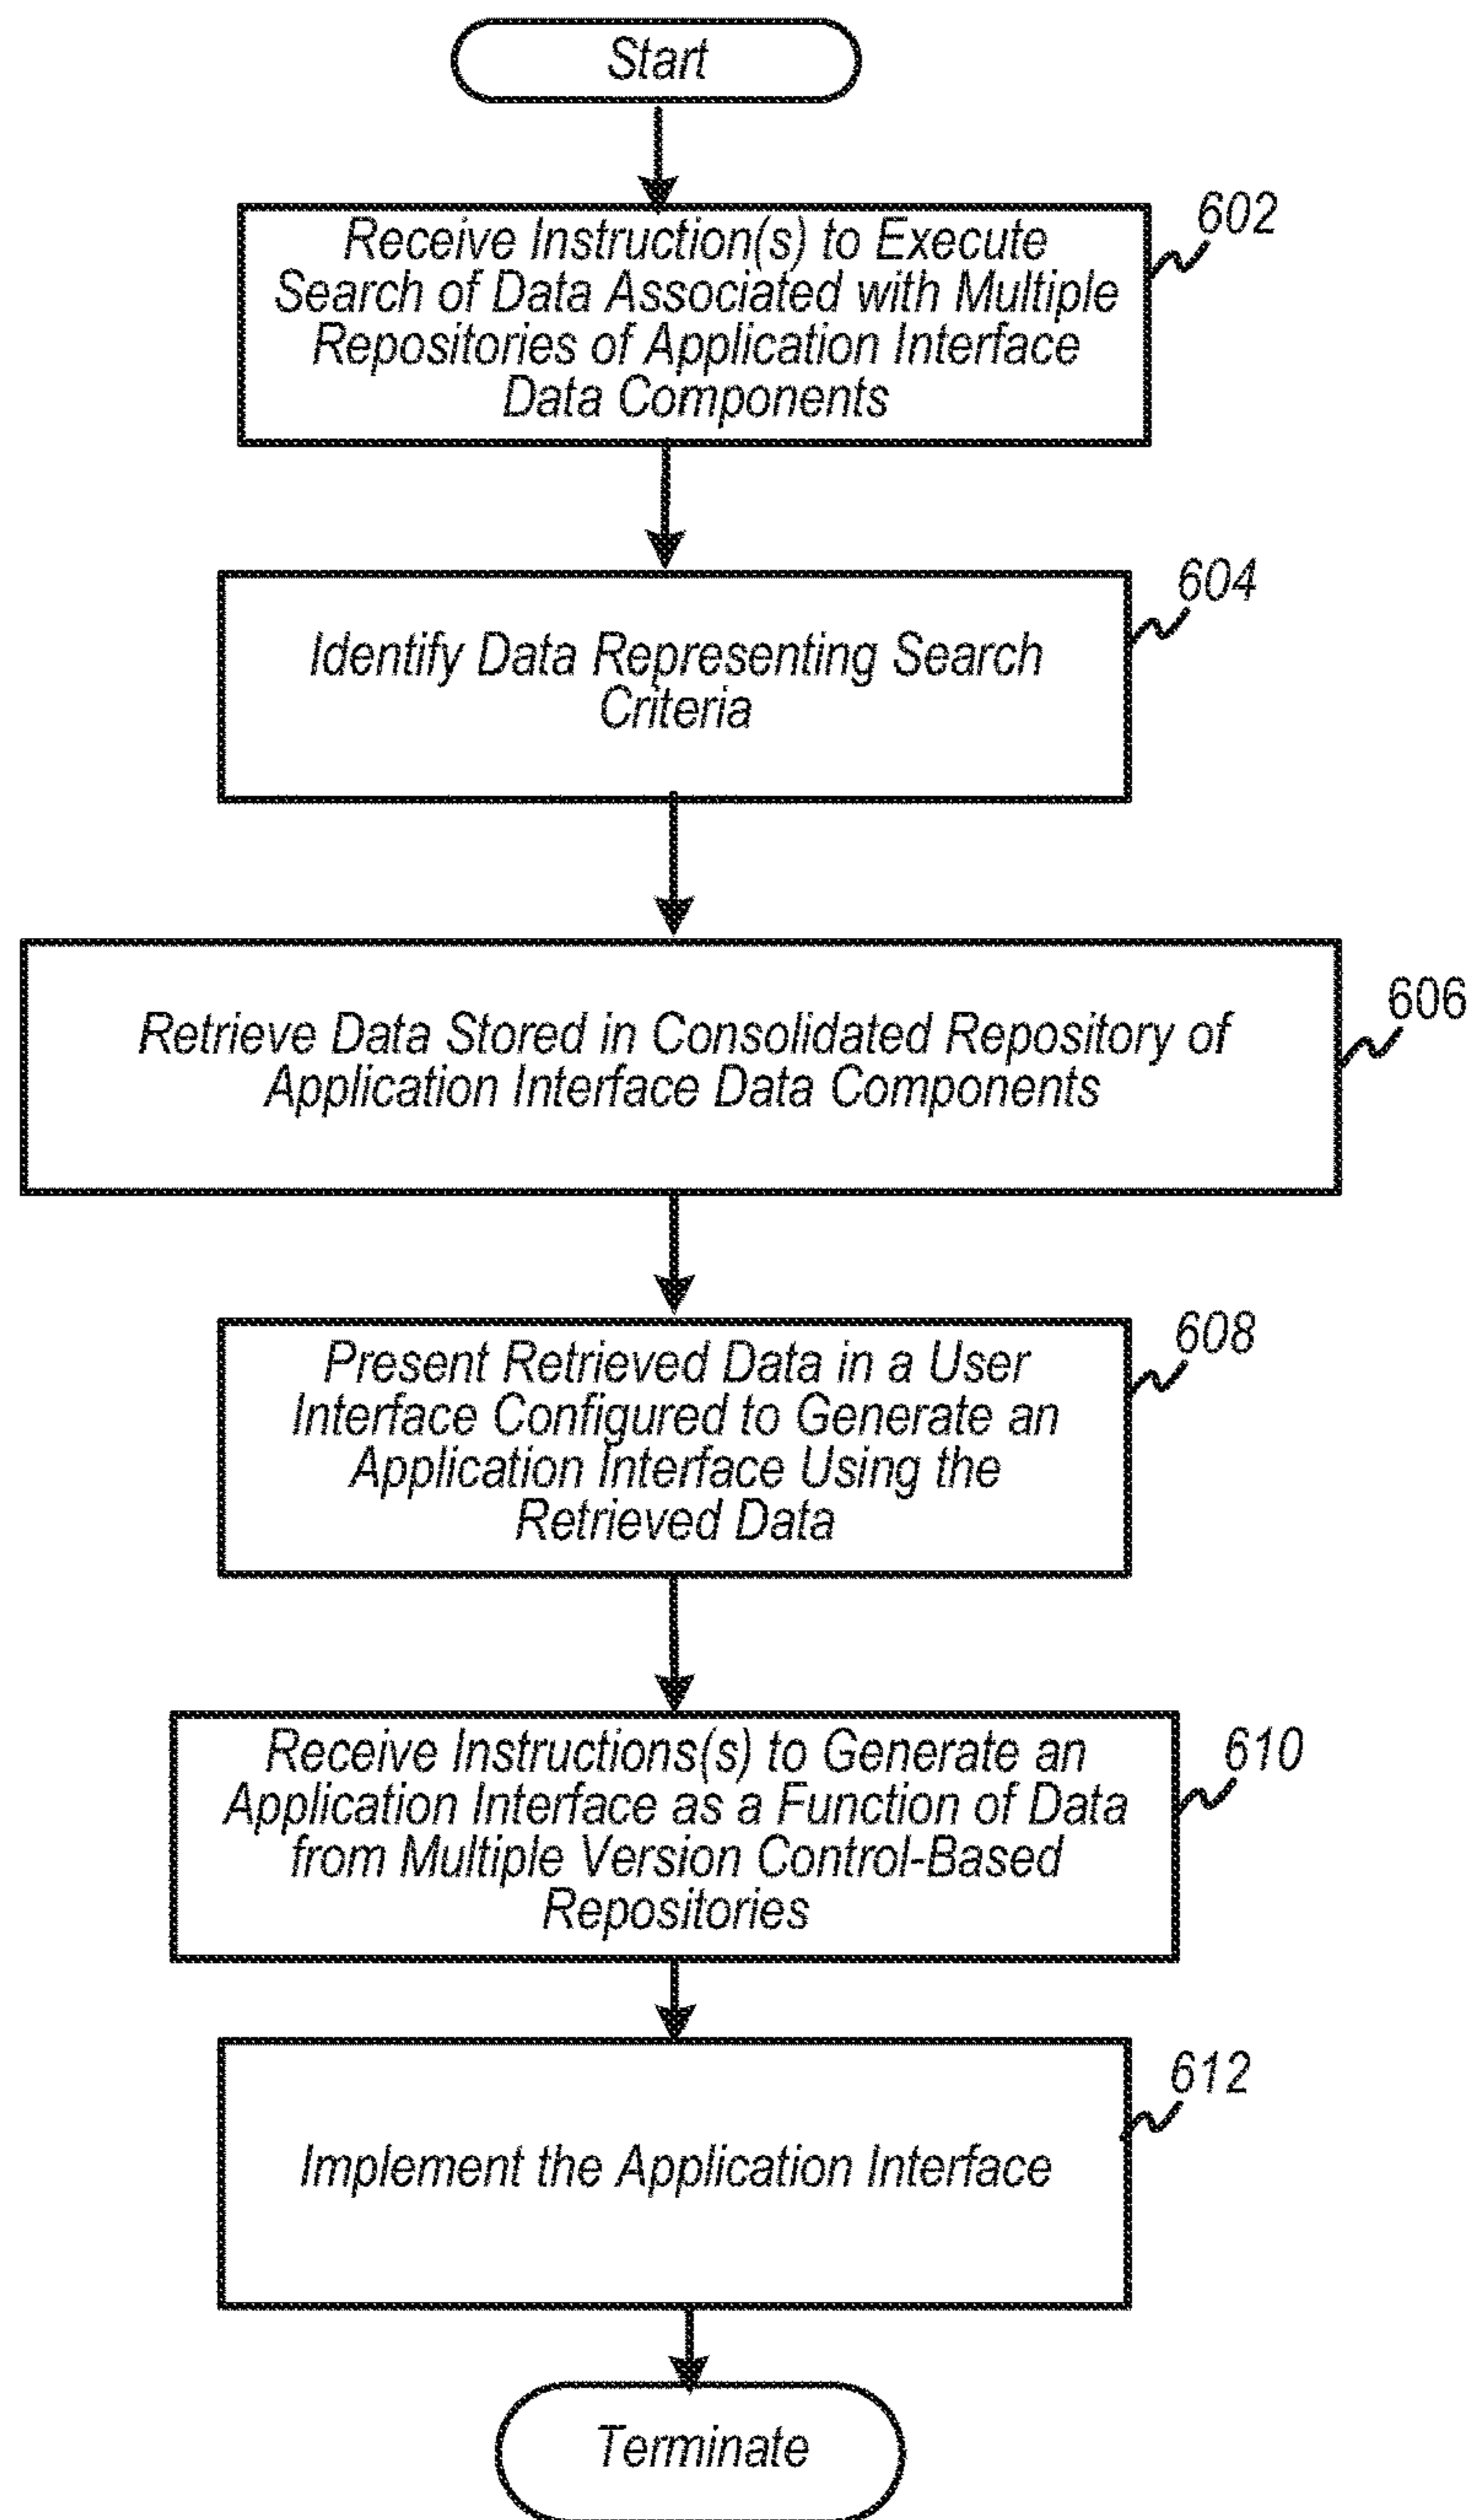 Start
602
Receive Instruction(s) to Execute
Search of Data Associated with Multiple
Repositories of Application Interface
Data Components
604
Identify Data Representing Search
Criteria
606
Retrieve Data Stored in Consolidated Repository of
Application Interface Data Components
608
Present Retrieved Data in a User
Interface Configured to Generate an
Application Interface Using the
Retrieved Data
610
Receive Instructions(s) to Generate an
Application Interface as a Function of Data
from Multiple Version Control-Based
Repositories
612
Implement the Application Interface
Terminate